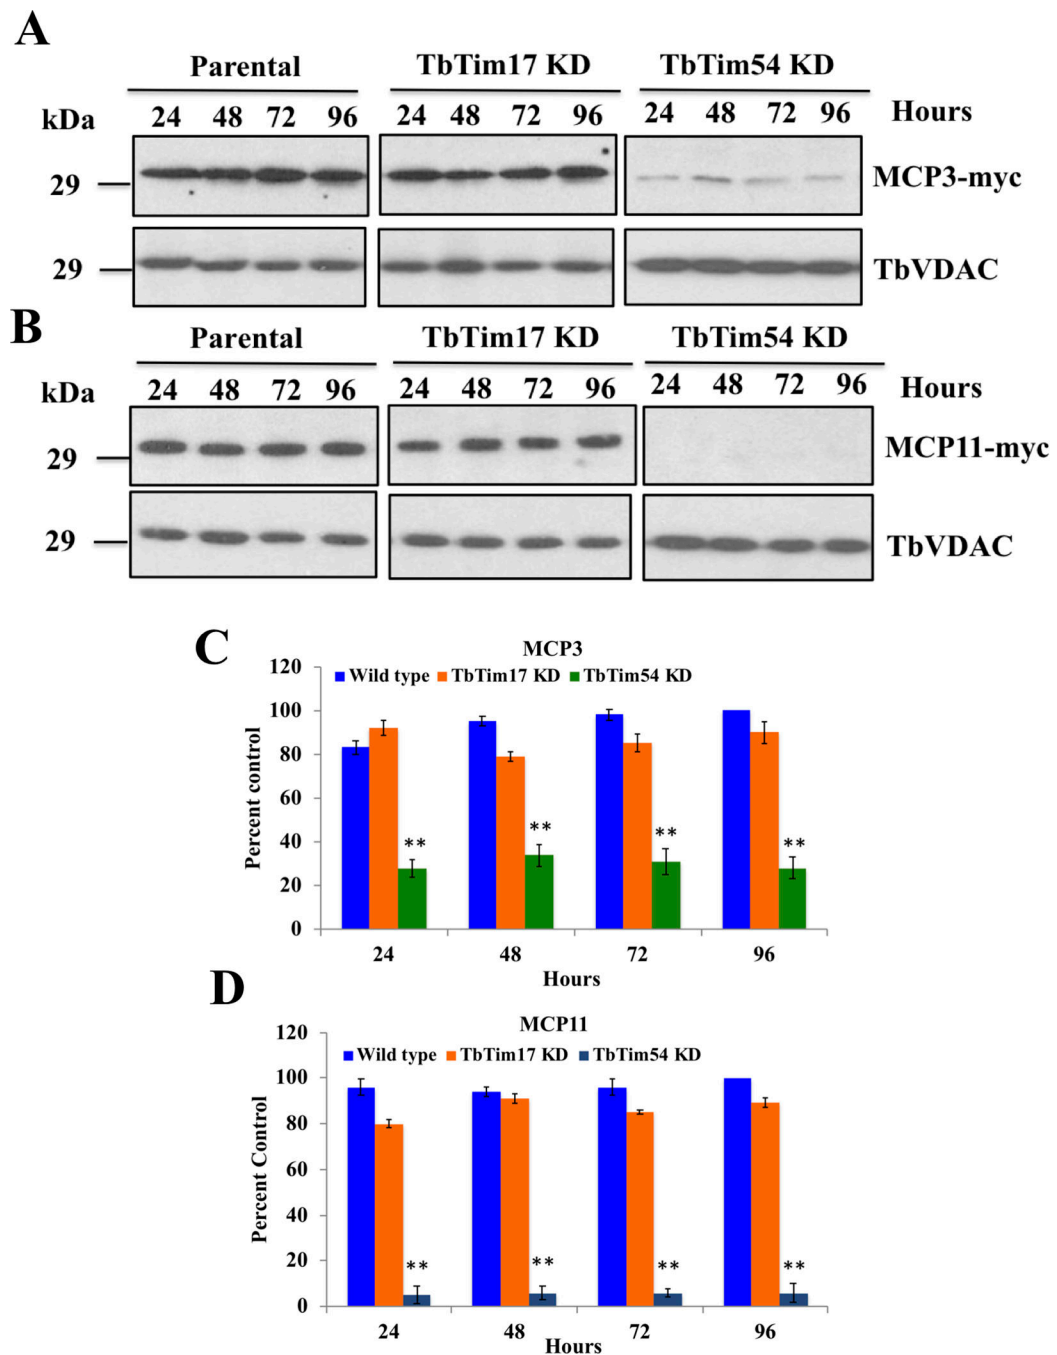 A
Parental TbTim17 KD TbTim54 KD
kDa 24 48 72 96 24 48 72 96 24 48 72 96 Hours
29 MCP3-myc
29 TbVDAC
B
Parental TbTim17 KD TbTim54 KD
kDa 24 48 72 96 24 48 72 96 24 48 72 96 Hours
29 MCP11-myc
29 TbVDAC
C
MCP3
Wild type TbTim17 KD TbTim54 KD
Percent control
120
100
80
60
40
20
0
** ** ** **
24 48 72 96
Hours
D
MCP11
Wild type TbTim17 KD TbTim54 KD
Percent Control
120
100
80
60
40
20
0
** ** ** **
24 48 72 96
Hours